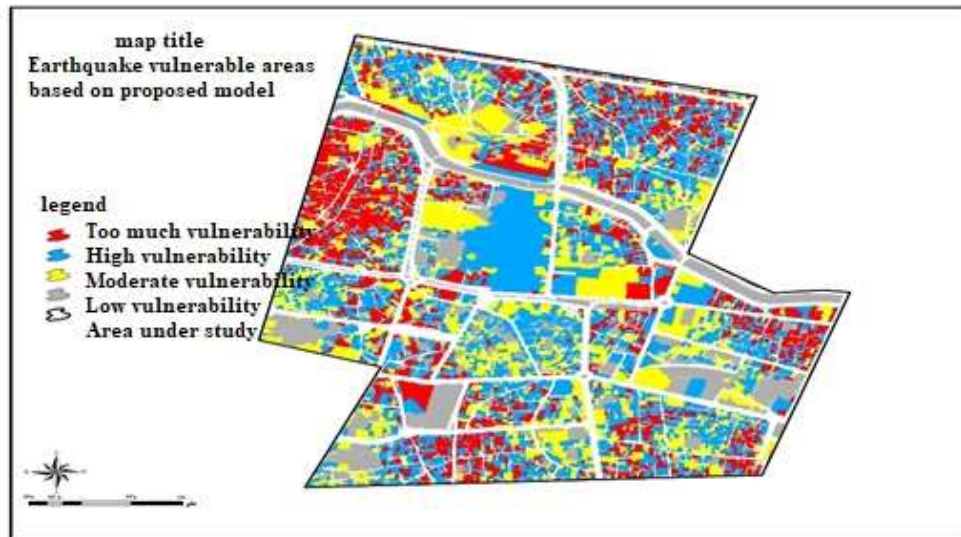 map title
Earthquake vulnerable areas
based on proposed model
legend
Too much vulnerability
High vulnerability
Moderate vulnerability
Low vulnerability
Area under study